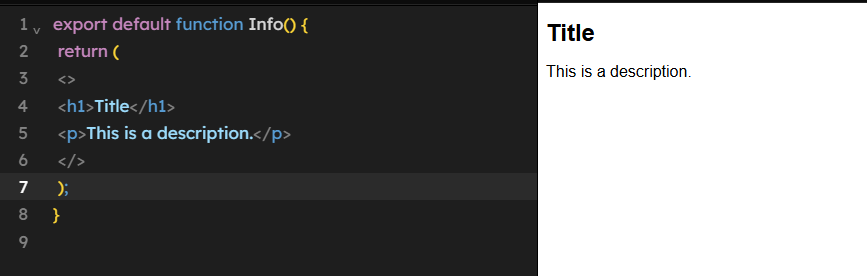 1 export default function Info() {
2 return (
3 <>
4 <h1>Title</h1>
5 <p>This is a description.</p>
6 </>
7 );
8 }
9
Title
This is a description.